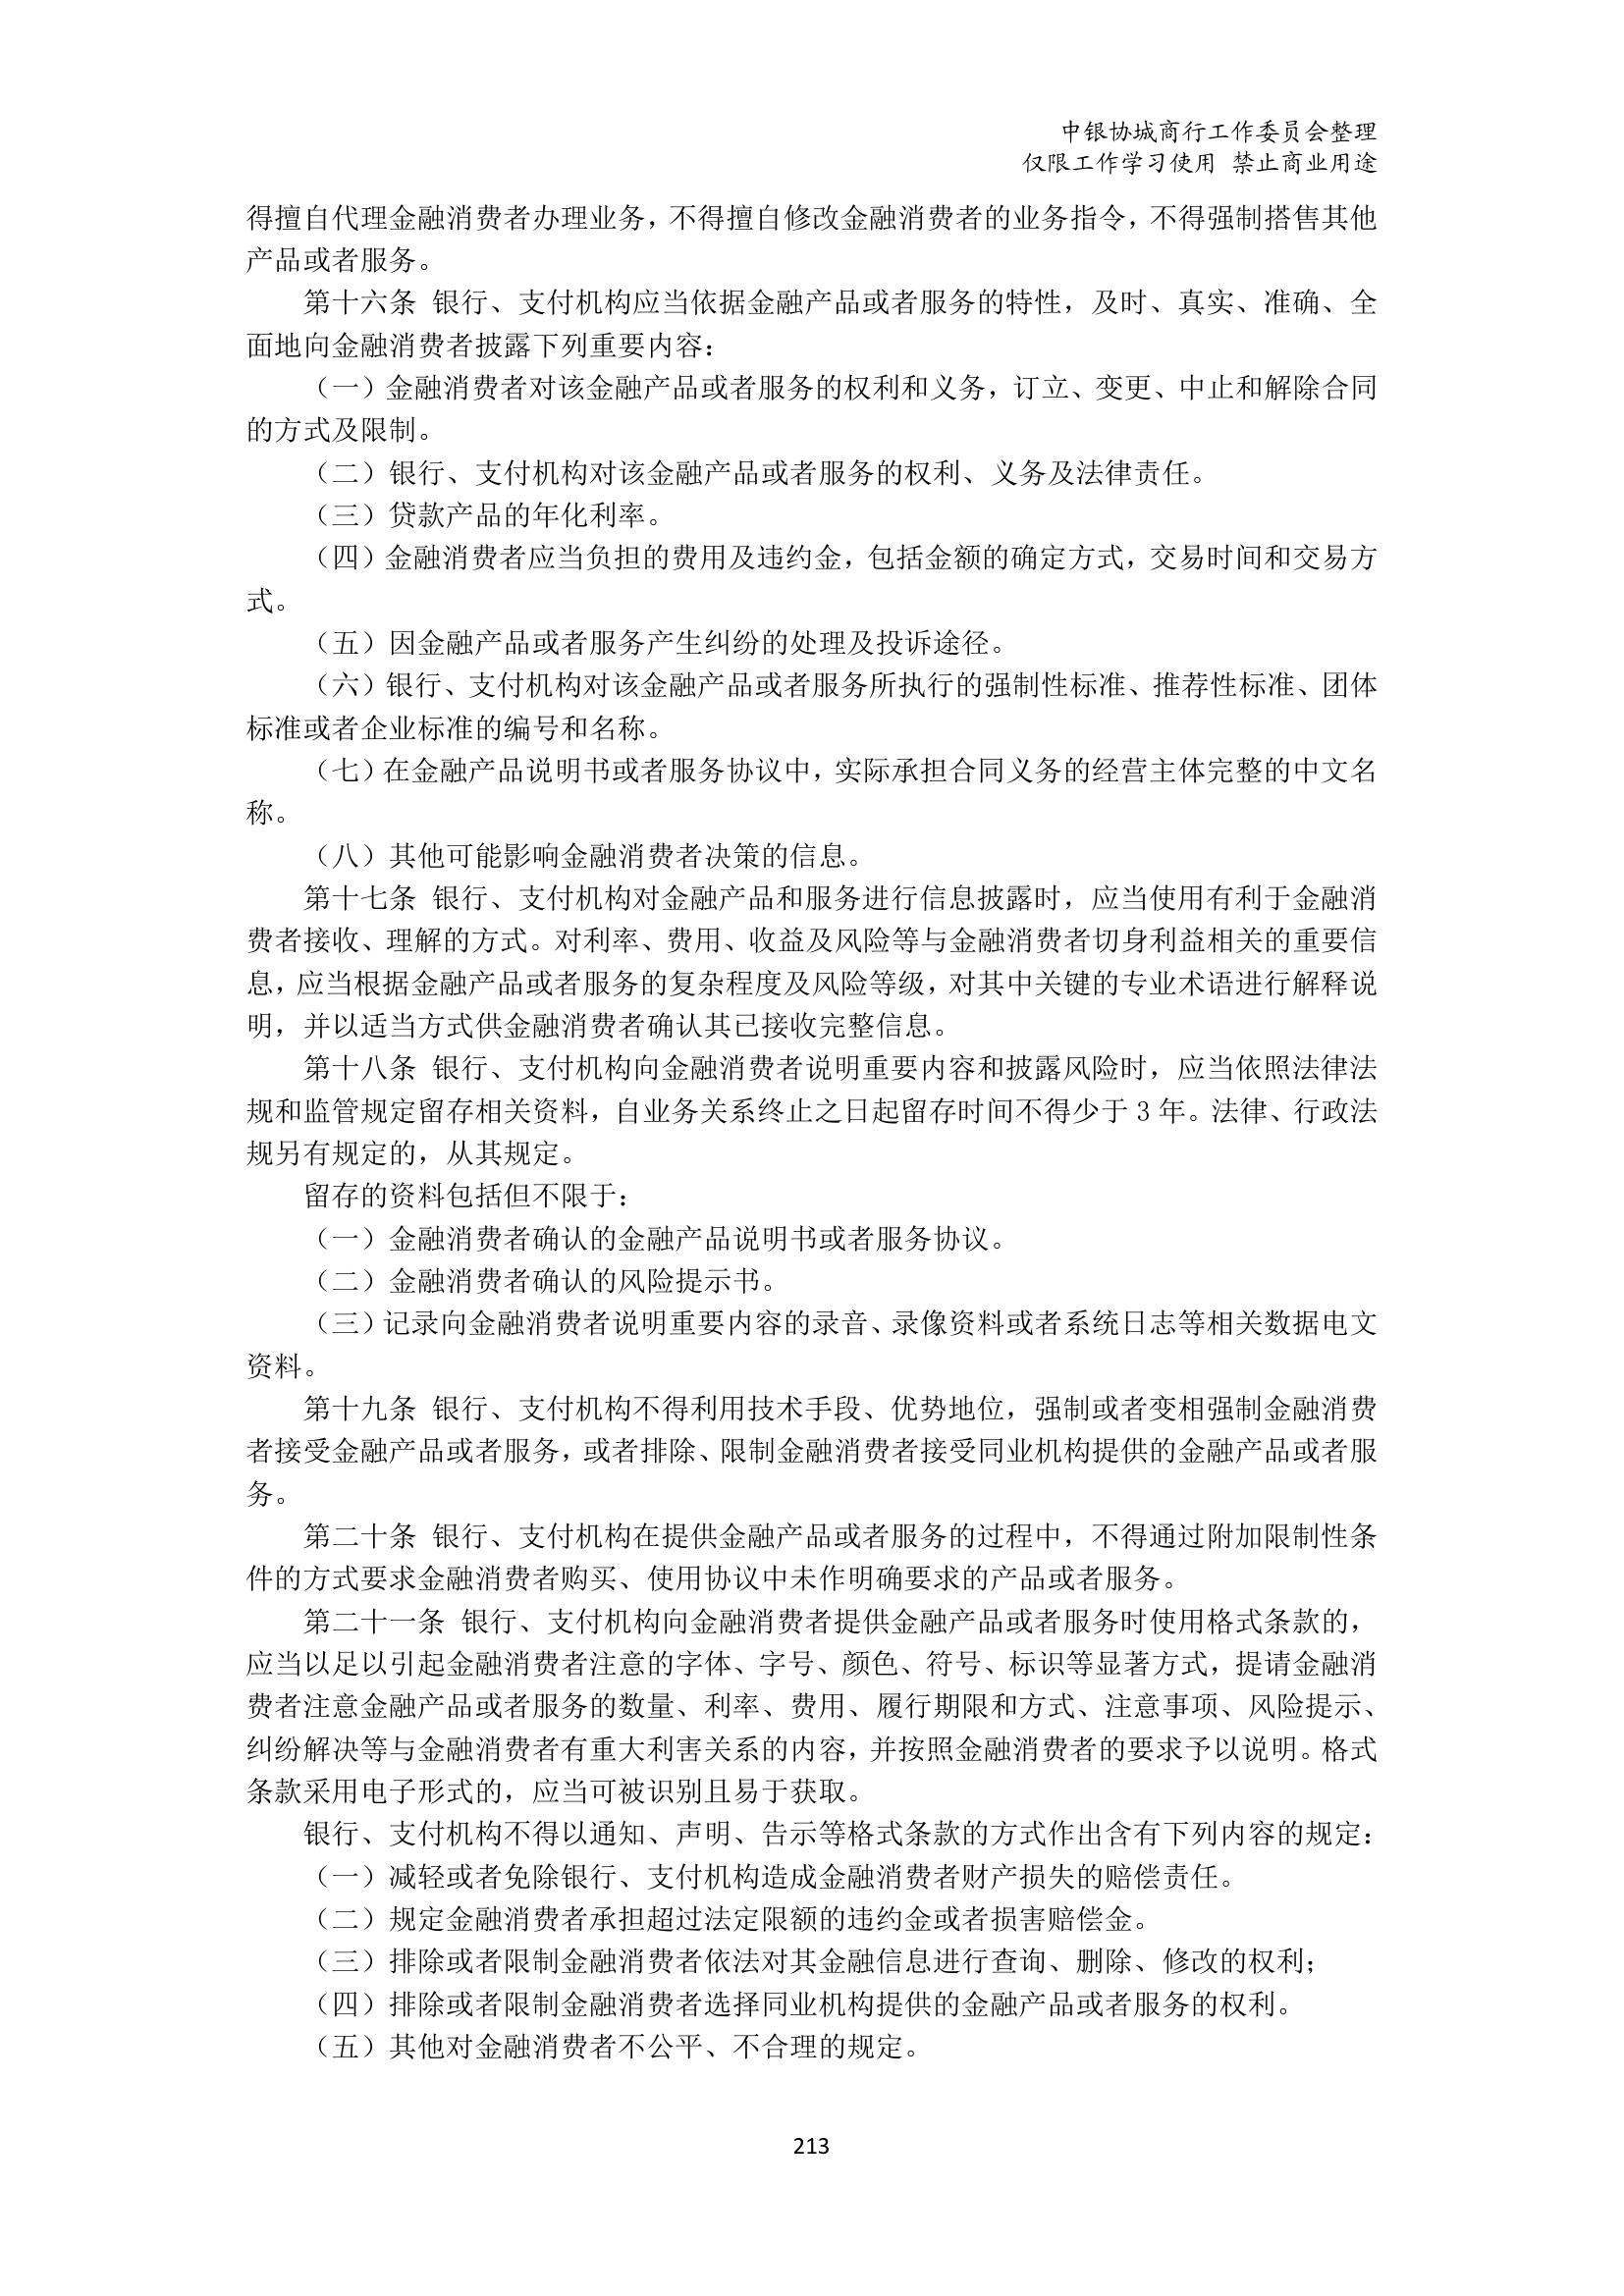 中银协城商行工作委员会整理
仅限工作学习使用 禁止商业用途
得擅自代理金融消费者办理业务，不得擅自修改金融消费者的业务指令，不得强制搭售其他
产品或者服务。
第十六条 银行、支付机构应当依据金融产品或者服务的特性，及时、真实、准确、全
面地向金融消费者披露下列重要内容：
（一）金融消费者对该金融产品或者服务的权利和义务，订立、变更、中止和解除合同
的方式及限制。
（二）银行、支付机构对该金融产品或者服务的权利、义务及法律责任。
（三）贷款产品的年化利率。
（四）金融消费者应当负担的费用及违约金，包括金额的确定方式，交易时间和交易方
式。
（五）因金融产品或者服务产生纠纷的处理及投诉途径。
（六）银行、支付机构对该金融产品或者服务所执行的强制性标准、推荐性标准、团体
标准或者企业标准的编号和名称。
（七）在金融产品说明书或者服务协议中，实际承担合同义务的经营主体完整的中文名
称。
（八）其他可能影响金融消费者决策的信息。
第十七条 银行、支付机构对金融产品和服务进行信息披露时，应当使用有利于金融消
费者接收、理解的方式。对利率、费用、收益及风险等与金融消费者切身利益相关的重要信
息，应当根据金融产品或者服务的复杂程度及风险等级，对其中关键的专业术语进行解释说
明，并以适当方式供金融消费者确认其已接收完整信息。
第十八条 银行、支付机构向金融消费者说明重要内容和披露风险时，应当依照法律法
规和监管规定留存相关资料，自业务关系终止之日起留存时间不得少于 3 年。法律、行政法
规另有规定的，从其规定。
留存的资料包括但不限于：
（一）金融消费者确认的金融产品说明书或者服务协议。
（二）金融消费者确认的风险提示书。
（三）记录向金融消费者说明重要内容的录音、录像资料或者系统日志等相关数据电文
资料。
第十九条 银行、支付机构不得利用技术手段、优势地位，强制或者变相强制金融消费
者接受金融产品或者服务，或者排除、限制金融消费者接受同业机构提供的金融产品或者服
务。
第二十条 银行、支付机构在提供金融产品或者服务的过程中，不得通过附加限制性条
件的方式要求金融消费者购买、使用协议中未作明确要求的产品或者服务。
第二十一条 银行、支付机构向金融消费者提供金融产品或者服务时使用格式条款的，
应当以足以引起金融消费者注意的字体、字号、颜色、符号、标识等显著方式，提请金融消
费者注意金融产品或者服务的数量、利率、费用、履行期限和方式、注意事项、风险提示、
纠纷解决等与金融消费者有重大利害关系的内容，并按照金融消费者的要求予以说明。格式
条款采用电子形式的，应当可被识别且易于获取。
银行、支付机构不得以通知、声明、告示等格式条款的方式作出含有下列内容的规定：
（一）减轻或者免除银行、支付机构造成金融消费者财产损失的赔偿责任。
（二）规定金融消费者承担超过法定限额的违约金或者损害赔偿金。
（三）排除或者限制金融消费者依法对其金融信息进行查询、删除、修改的权利；
（四）排除或者限制金融消费者选择同业机构提供的金融产品或者服务的权利。
（五）其他对金融消费者不公平、不合理的规定。
213